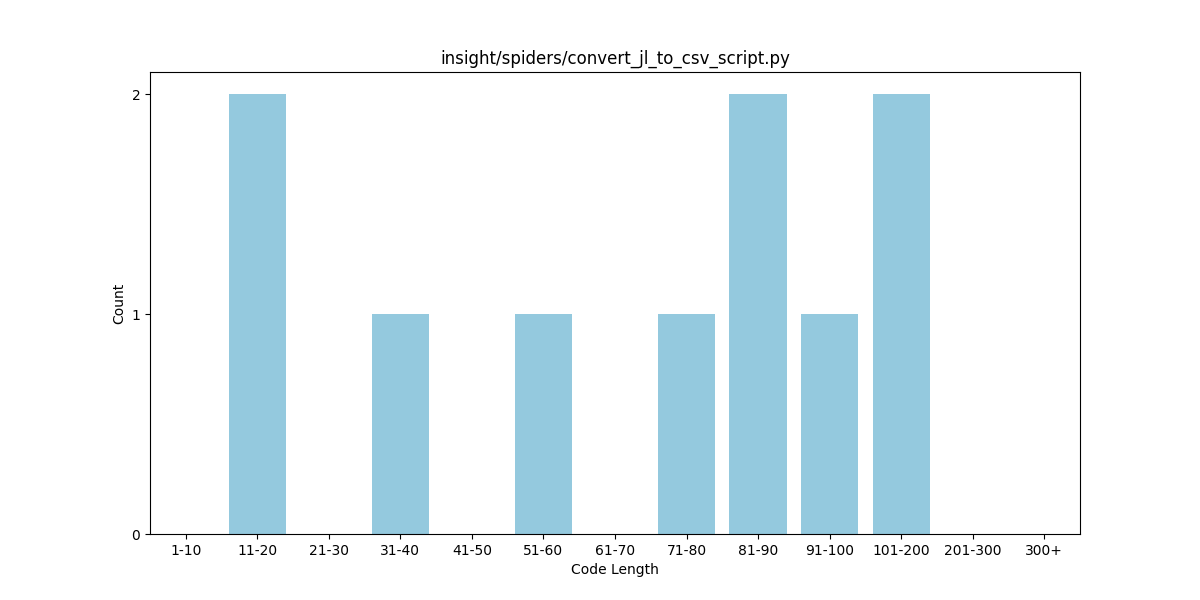 insight/spiders/convert_jl_to_csv_script.py
2
1
0
Count
1-10 11-20 21-30 31-40 41-50 51-60 61-70 71-80 81-90 91-100 101-200 201-300 300+
Code Length